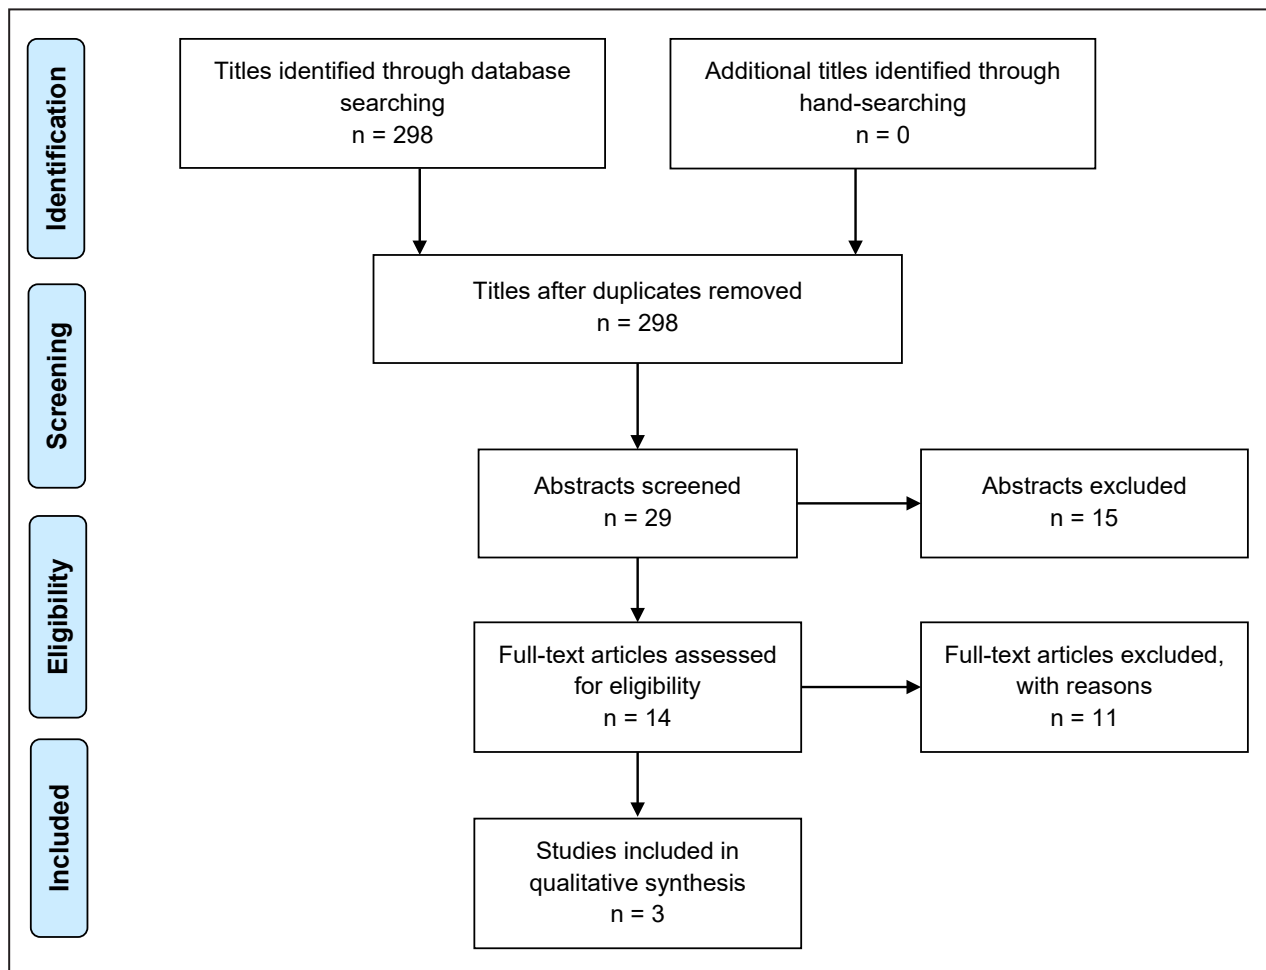 Identification
Titles identified through database
searching
n = 298
Additional titles identified through
hand-searching
n = 0
Titles after duplicates removed
n = 298
Screening
Abstracts screened
n = 29
Abstracts excluded
n = 15
Eligibility
Full-text articles assessed
for eligibility
n = 14
Full-text articles excluded,
with reasons
n = 11
Included
Studies included in
qualitative synthesis
n = 3